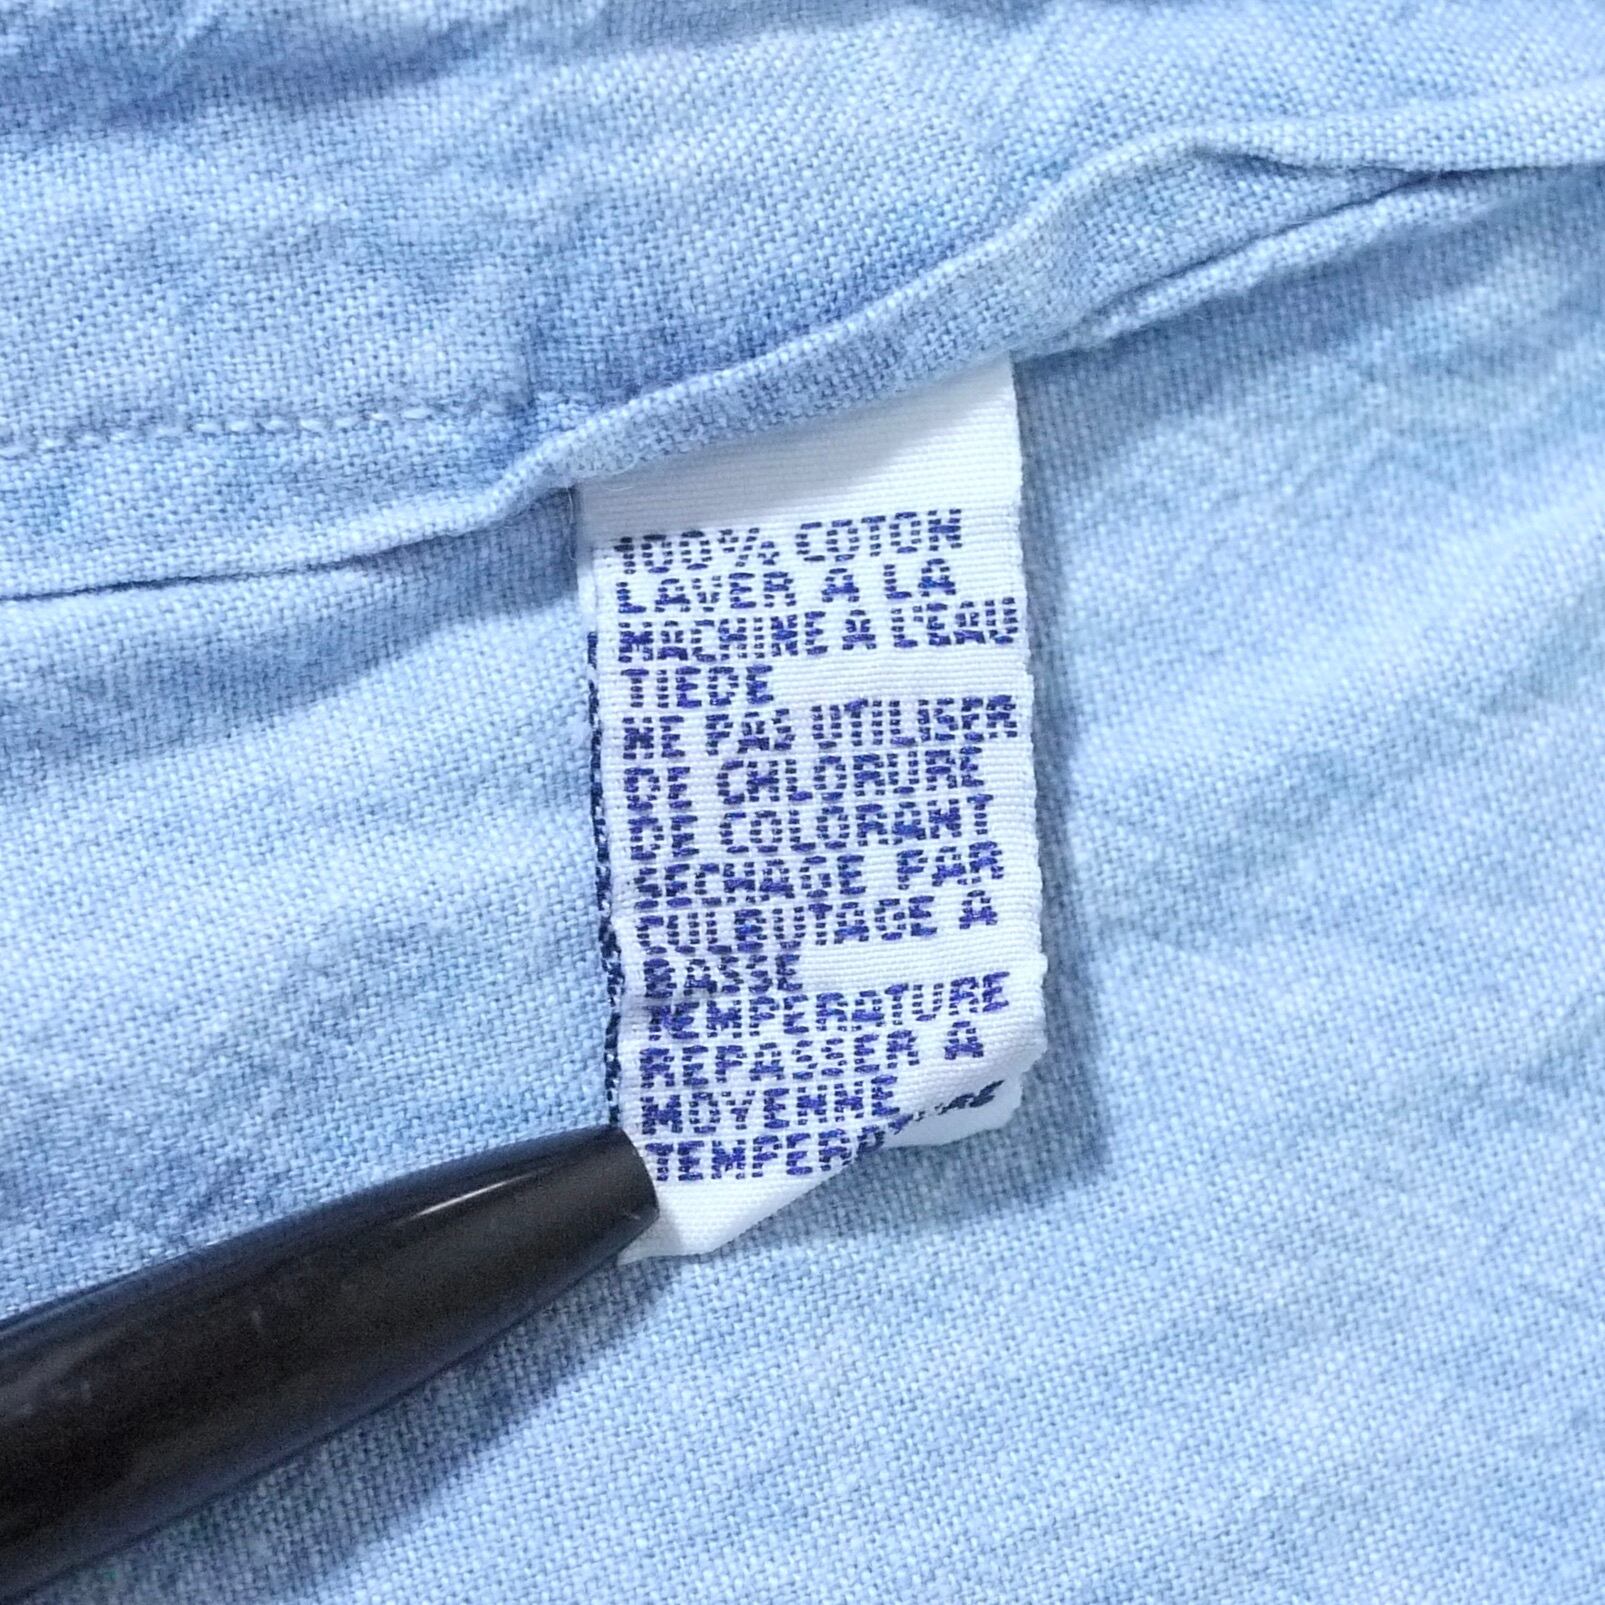 100% COTON
LAVER A LA
MACHINE A L'EAU
TIEDE
NE PAS UTILISER
DE CHLORURE
DE COLORANT
SECHAGE PAR
CULBUTAGE A
BASSE
TEMPERATURE
REPASSER A
MOYENNE
TEMPERATURE